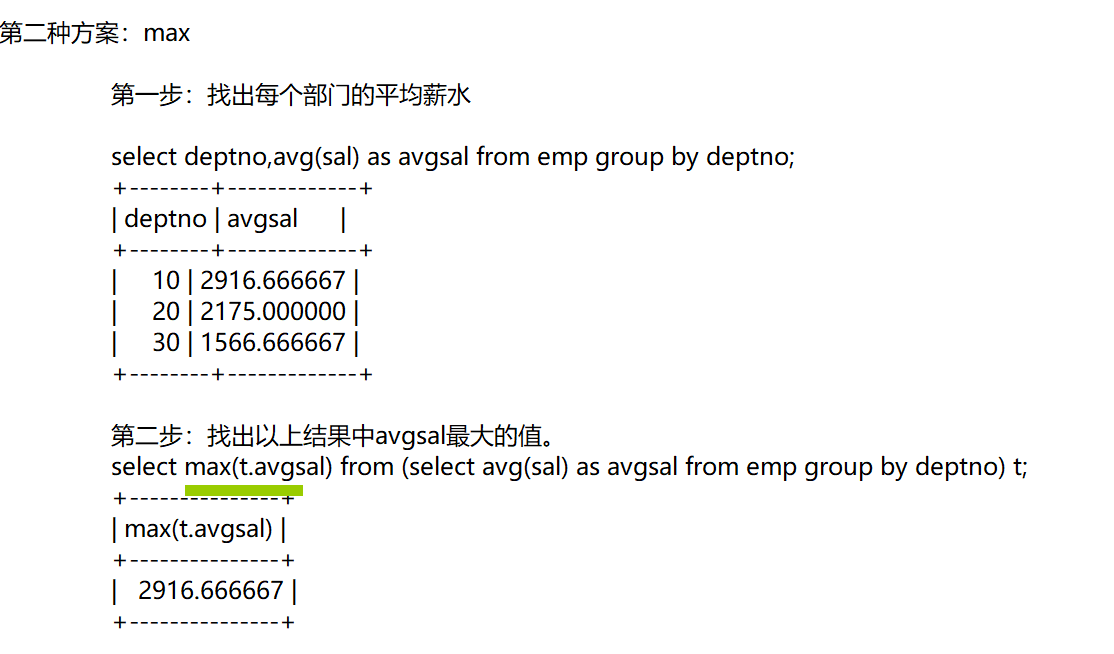 第二种方案：max
第一步：找出每个部门的平均薪水
select deptno,avg(sal) as avgsal from emp group by deptno;
+--------+-------------+
| deptno | avgsal      |
+--------+-------------+
|     10 | 2916.666667 |
|     20 | 2175.000000 |
|     30 | 1566.666667 |
+--------+-------------+
第二步：找出以上结果中avgsal最大的值。
select max(t.avgsal) from (select avg(sal) as avgsal from emp group by deptno) t;
+---------------+
| max(t.avgsal) |
+---------------+
|   2916.666667 |
+---------------+